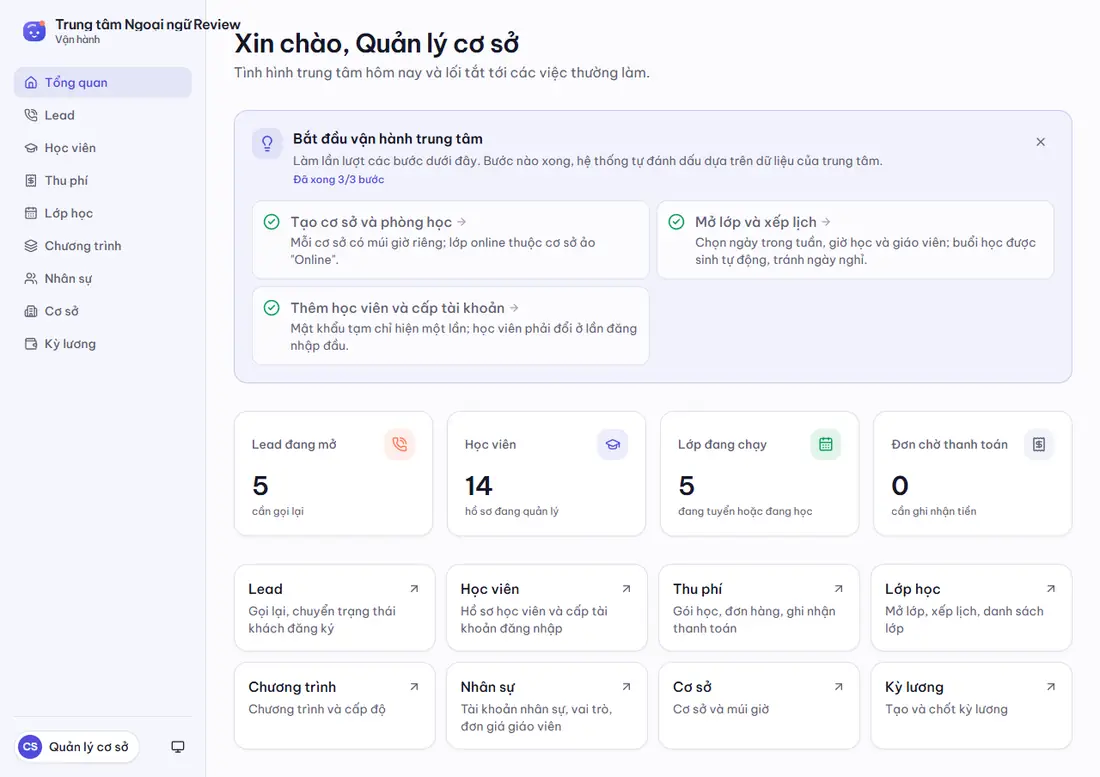 Trung tâm Ngoại ngữ Review
Vận hành
Tổng quan
Lead
Học viên
Thu phí
Lớp học
Chương trình
Nhân sự
Cơ sở
Kỳ lương
CS
Quản lý cơ sở
Xin chào, Quản lý cơ sở
Tình hình trung tâm hôm nay và lối tắt tới các việc thường làm.
Bắt đầu vận hành trung tâm
Làm lần lượt các bước dưới đây. Bước nào xong, hệ thống tự đánh dấu dựa trên dữ liệu của trung tâm.
Đã xong 3/3 bước
Tạo cơ sở và phòng học →
Mỗi cơ sở có múi giờ riêng; lớp online thuộc cơ sở ảo
"Online".
Mở lớp và xếp lịch →
Chọn ngày trong tuần, giờ học và giáo viên; buổi học được
sinh tự động, tránh ngày nghỉ.
Thêm học viên và cấp tài khoản →
Mật khẩu tạm chỉ hiện một lần; học viên phải đổi ở lần đăng
nhập đầu.
Lead đang mở
5
cần gọi lại
Học viên
14
hồ sơ đang quản lý
Lớp đang chạy
5
đang tuyển hoặc đang học
Đơn chờ thanh toán
0
cần ghi nhận tiền
Lead
Gọi lại, chuyển trạng thái
khách đăng ký
Học viên
Hồ sơ học viên và cấp tài
khoản đăng nhập
Thu phí
Gói học, đơn hàng, ghi nhận
thanh toán
Lớp học
Mở lớp, xếp lịch, danh sách
lớp
Chương trình
Chương trình và cấp độ
Nhân sự
Tài khoản nhân sự, vai trò,
đơn giá giáo viên
Cơ sở
Cơ sở và múi giờ
Kỳ lương
Tạo và chốt kỳ lương